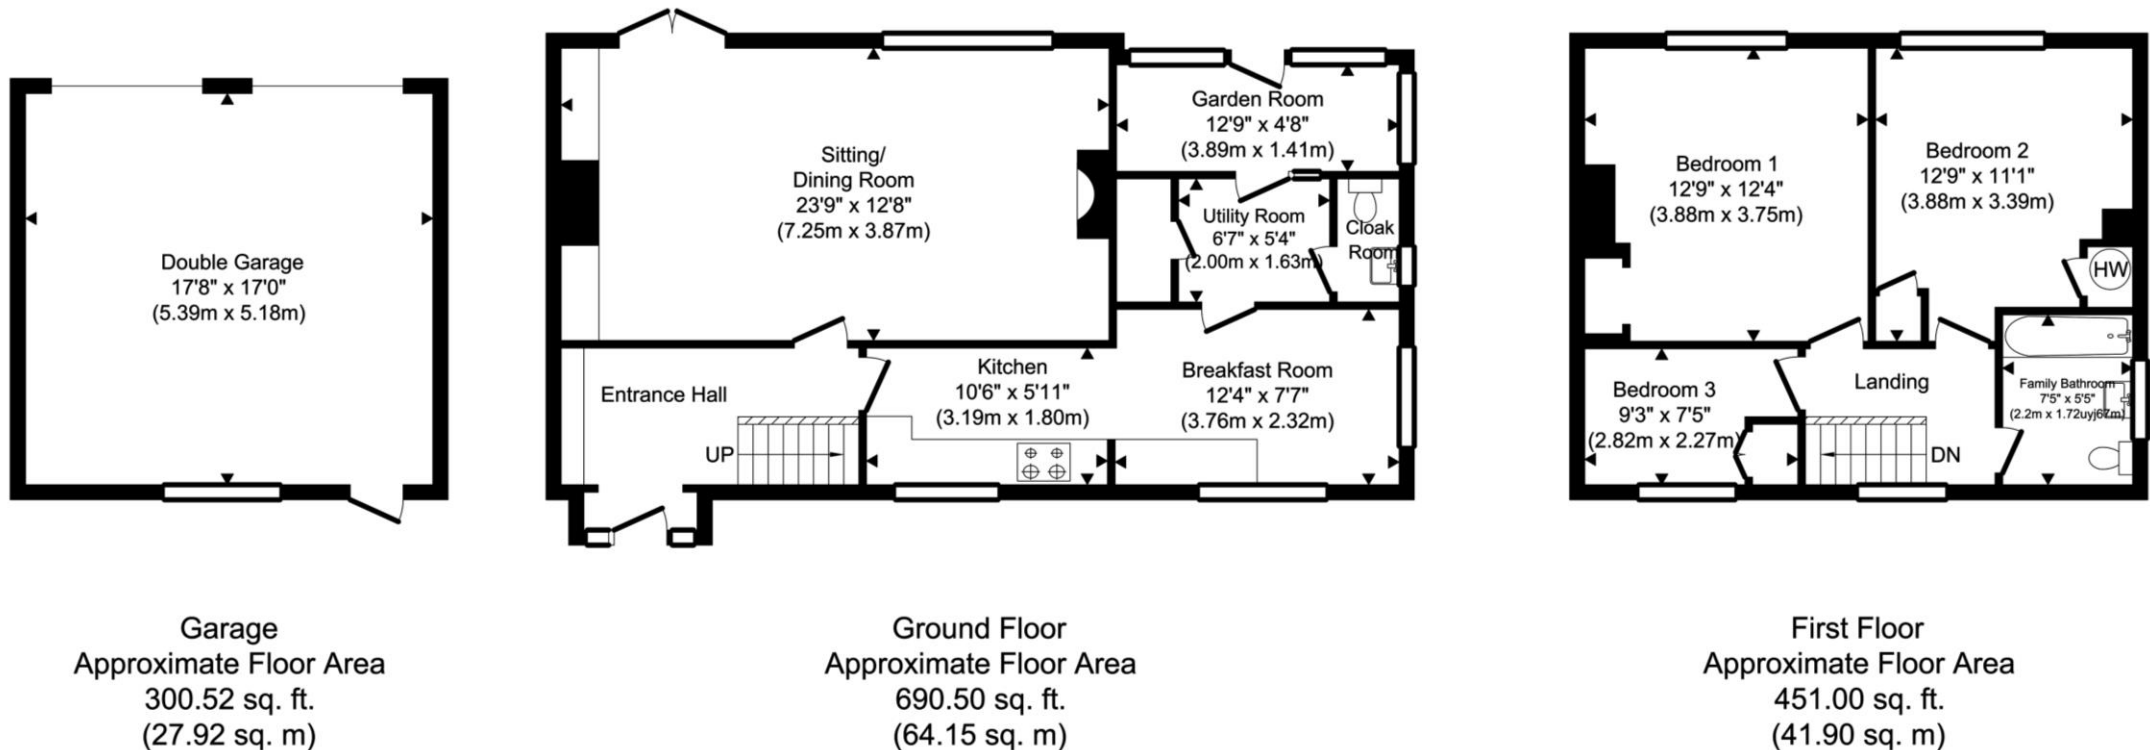 Double Garage
17'8" x 17'0"
(5.39m x 5.18m)
Garage
Approximate Floor Area
300.52 sq. ft.
(27.92 sq. m)
Sitting/
Dining Room
23'9" x 12'8"
(7.25m x 3.87m)
Garden Room
12'9" x 4'8"
(3.89m x 1.41m)
Utility Room
6'7" x 5'4"
(2.00m x 1.63m)
Cloak
Room
Entrance Hall
UP
Kitchen
10'6" x 5'11"
(3.19m x 1.80m)
Breakfast Room
12'4" x 7'7"
(3.76m x 2.32m)
Ground Floor
Approximate Floor Area
690.50 sq. ft.
(64.15 sq. m)
Bedroom 1
12'9" x 12'4"
(3.88m x 3.75m)
Bedroom 2
12'9" x 11'1"
(3.88m x 3.39m)
HW
Bedroom 3
9'3" x 7'5"
(2.82m x 2.27m)
Landing
DN
Family Bathroom
7'5" x 5'5"
(2.2m x 1.72uyj67m)
First Floor
Approximate Floor Area
451.00 sq. ft.
(41.90 sq. m)